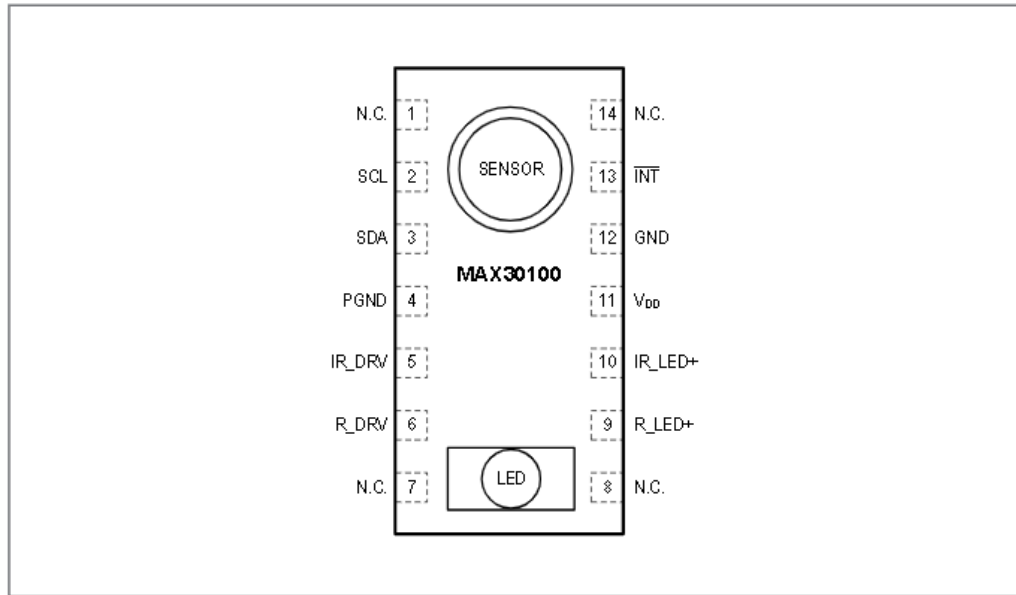 N.C. 1 14 N.C.
SENSOR
SCL 2 13 I̅N̅T̅
SDA 3 12 GND
MAX30100
PGND 4 11 VDD
IR_DRV 5 10 IR_LED+
R_DRV 6 9 R_LED+
LED
N.C. 7 8 N.C.